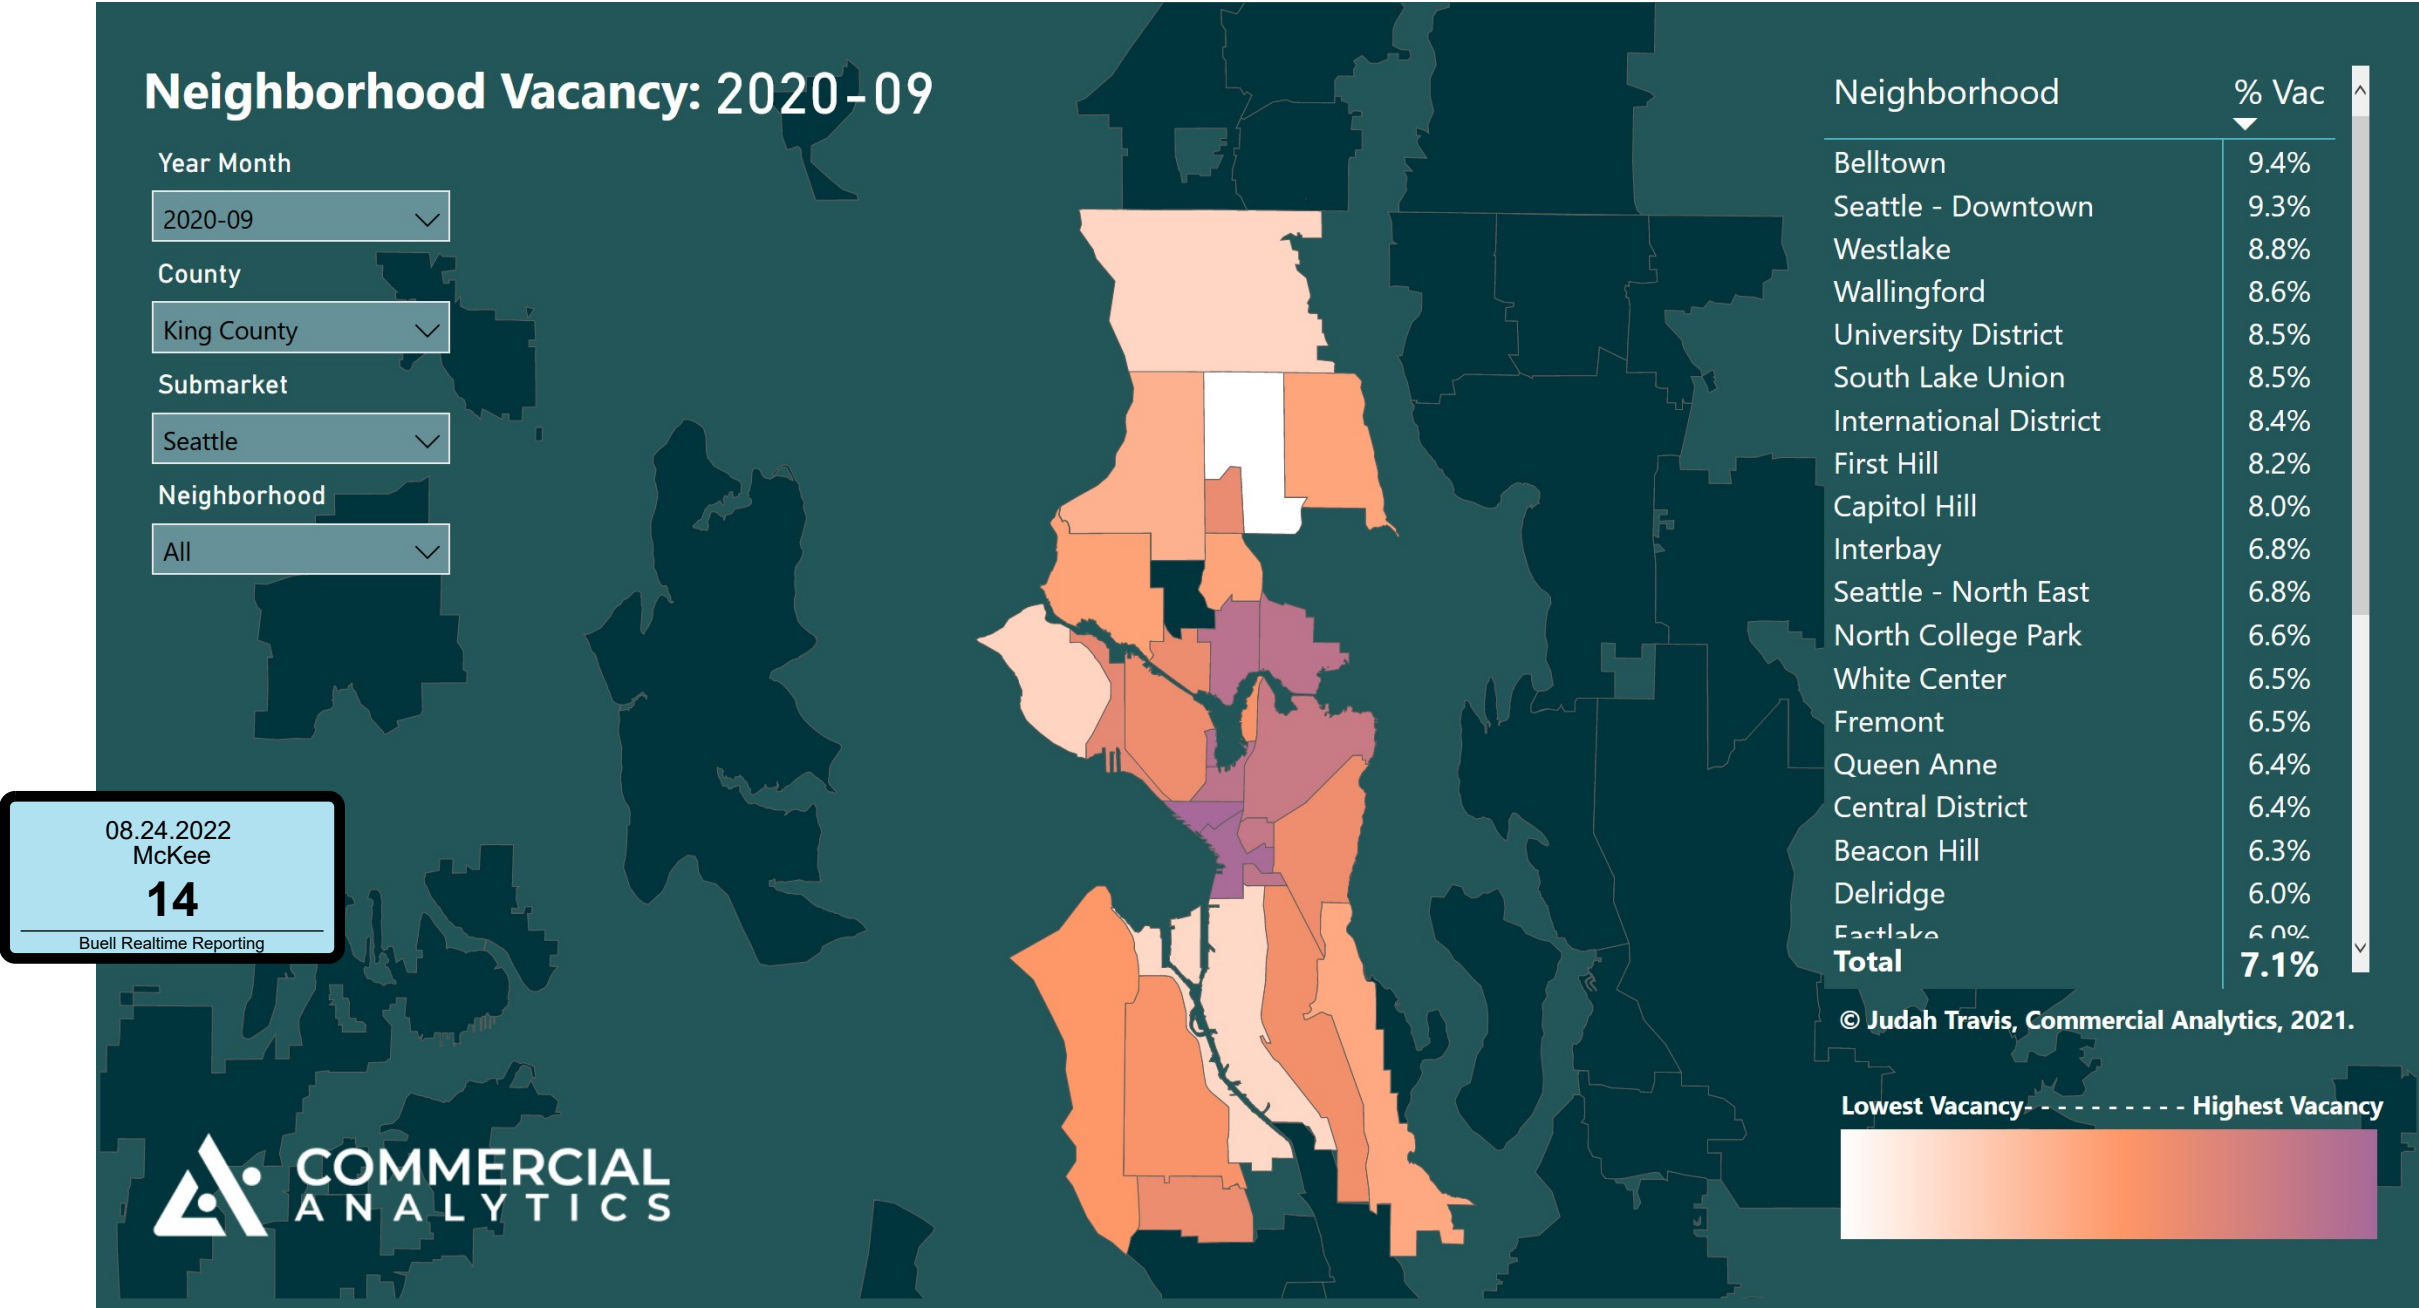 Neighborhood Vacancy: 2020-09
Year Month
2020-09
County
King County
Submarket
Seattle
Neighborhood
All
Neighborhood % Vac
Belltown 9.4%
Seattle - Downtown 9.3%
Westlake 8.8%
Wallingford 8.6%
University District 8.5%
South Lake Union 8.5%
International District 8.4%
First Hill 8.2%
Capitol Hill 8.0%
Interbay 6.8%
Seattle - North East 6.8%
North College Park 6.6%
White Center 6.5%
Fremont 6.5%
Queen Anne 6.4%
Central District 6.4%
Beacon Hill 6.3%
Delridge 6.0%
Eastlake 6.0%
Total 7.1%
© Judah Travis, Commercial Analytics, 2021.
Lowest Vacancy- - - - - - - - - - - Highest Vacancy
08.24.2022
McKee
14
Buell Realtime Reporting
COMMERCIAL
ANALYTICS